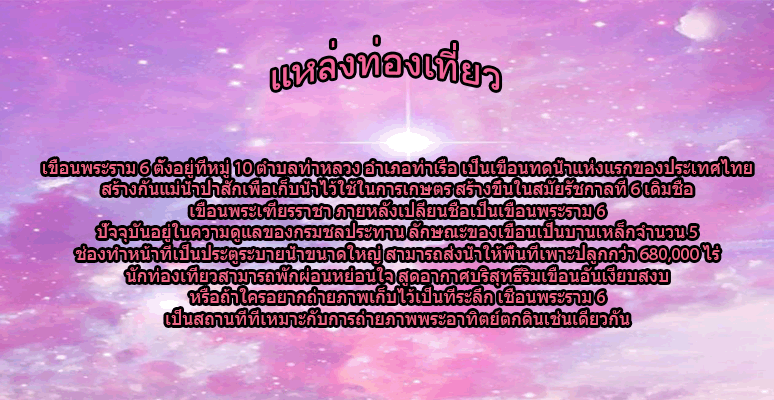 แหล่งท่องเที่ยว
เขื่อนพระราม 6 ตั้งอยู่ที่หมู่ 10 ตำบลท่าหลวง อำเภอท่าเรือ เป็นเขื่อนทดน้ำแห่งแรกของประเทศไทย
สร้างกั้นแม่น้ำป่าสักเพื่อเก็บน้ำไว้ใช้ในการเกษตร สร้างขึ้นในสมัยรัชกาลที่ 6 เดิมชื่อ
เขื่อนพระเฑียรราชา ภายหลังเปลี่ยนชื่อเป็นเขื่อนพระราม 6
ปัจจุบันอยู่ในความดูแลของกรมชลประทาน ลักษณะของเขื่อนเป็นบานเหล็กจำนวน 5
ช่องทำหน้าที่เป็นประตูระบายน้ำขนาดใหญ่ สามารถส่งน้ำให้พื้นที่เพาะปลูกกว่า 680,000 ไร่
นักท่องเที่ยวสามารถพักผ่อนหย่อนใจ สูดอากาศบริสุทธิ์ริมเขื่อนอันเงียบสงบ
หรือถ้าใครอยากถ่ายภาพเก็บไว้เป็นที่ระลึก เขื่อนพระราม 6
เป็นสถานที่ที่เหมาะกับการถ่ายภาพพระอาทิตย์ตกดินเช่นเดียวกัน